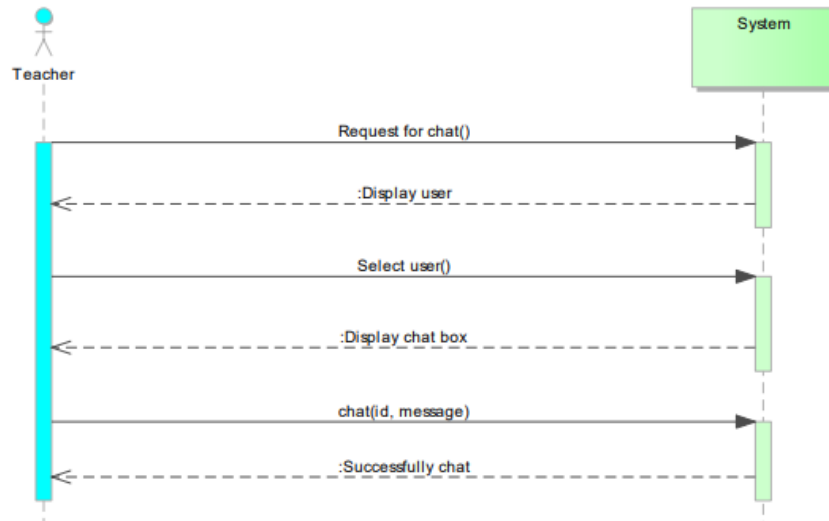 System
Teacher
Request for chat()
:Display user
Select user()
:Display chat box
chat(id, message)
:Successfully chat